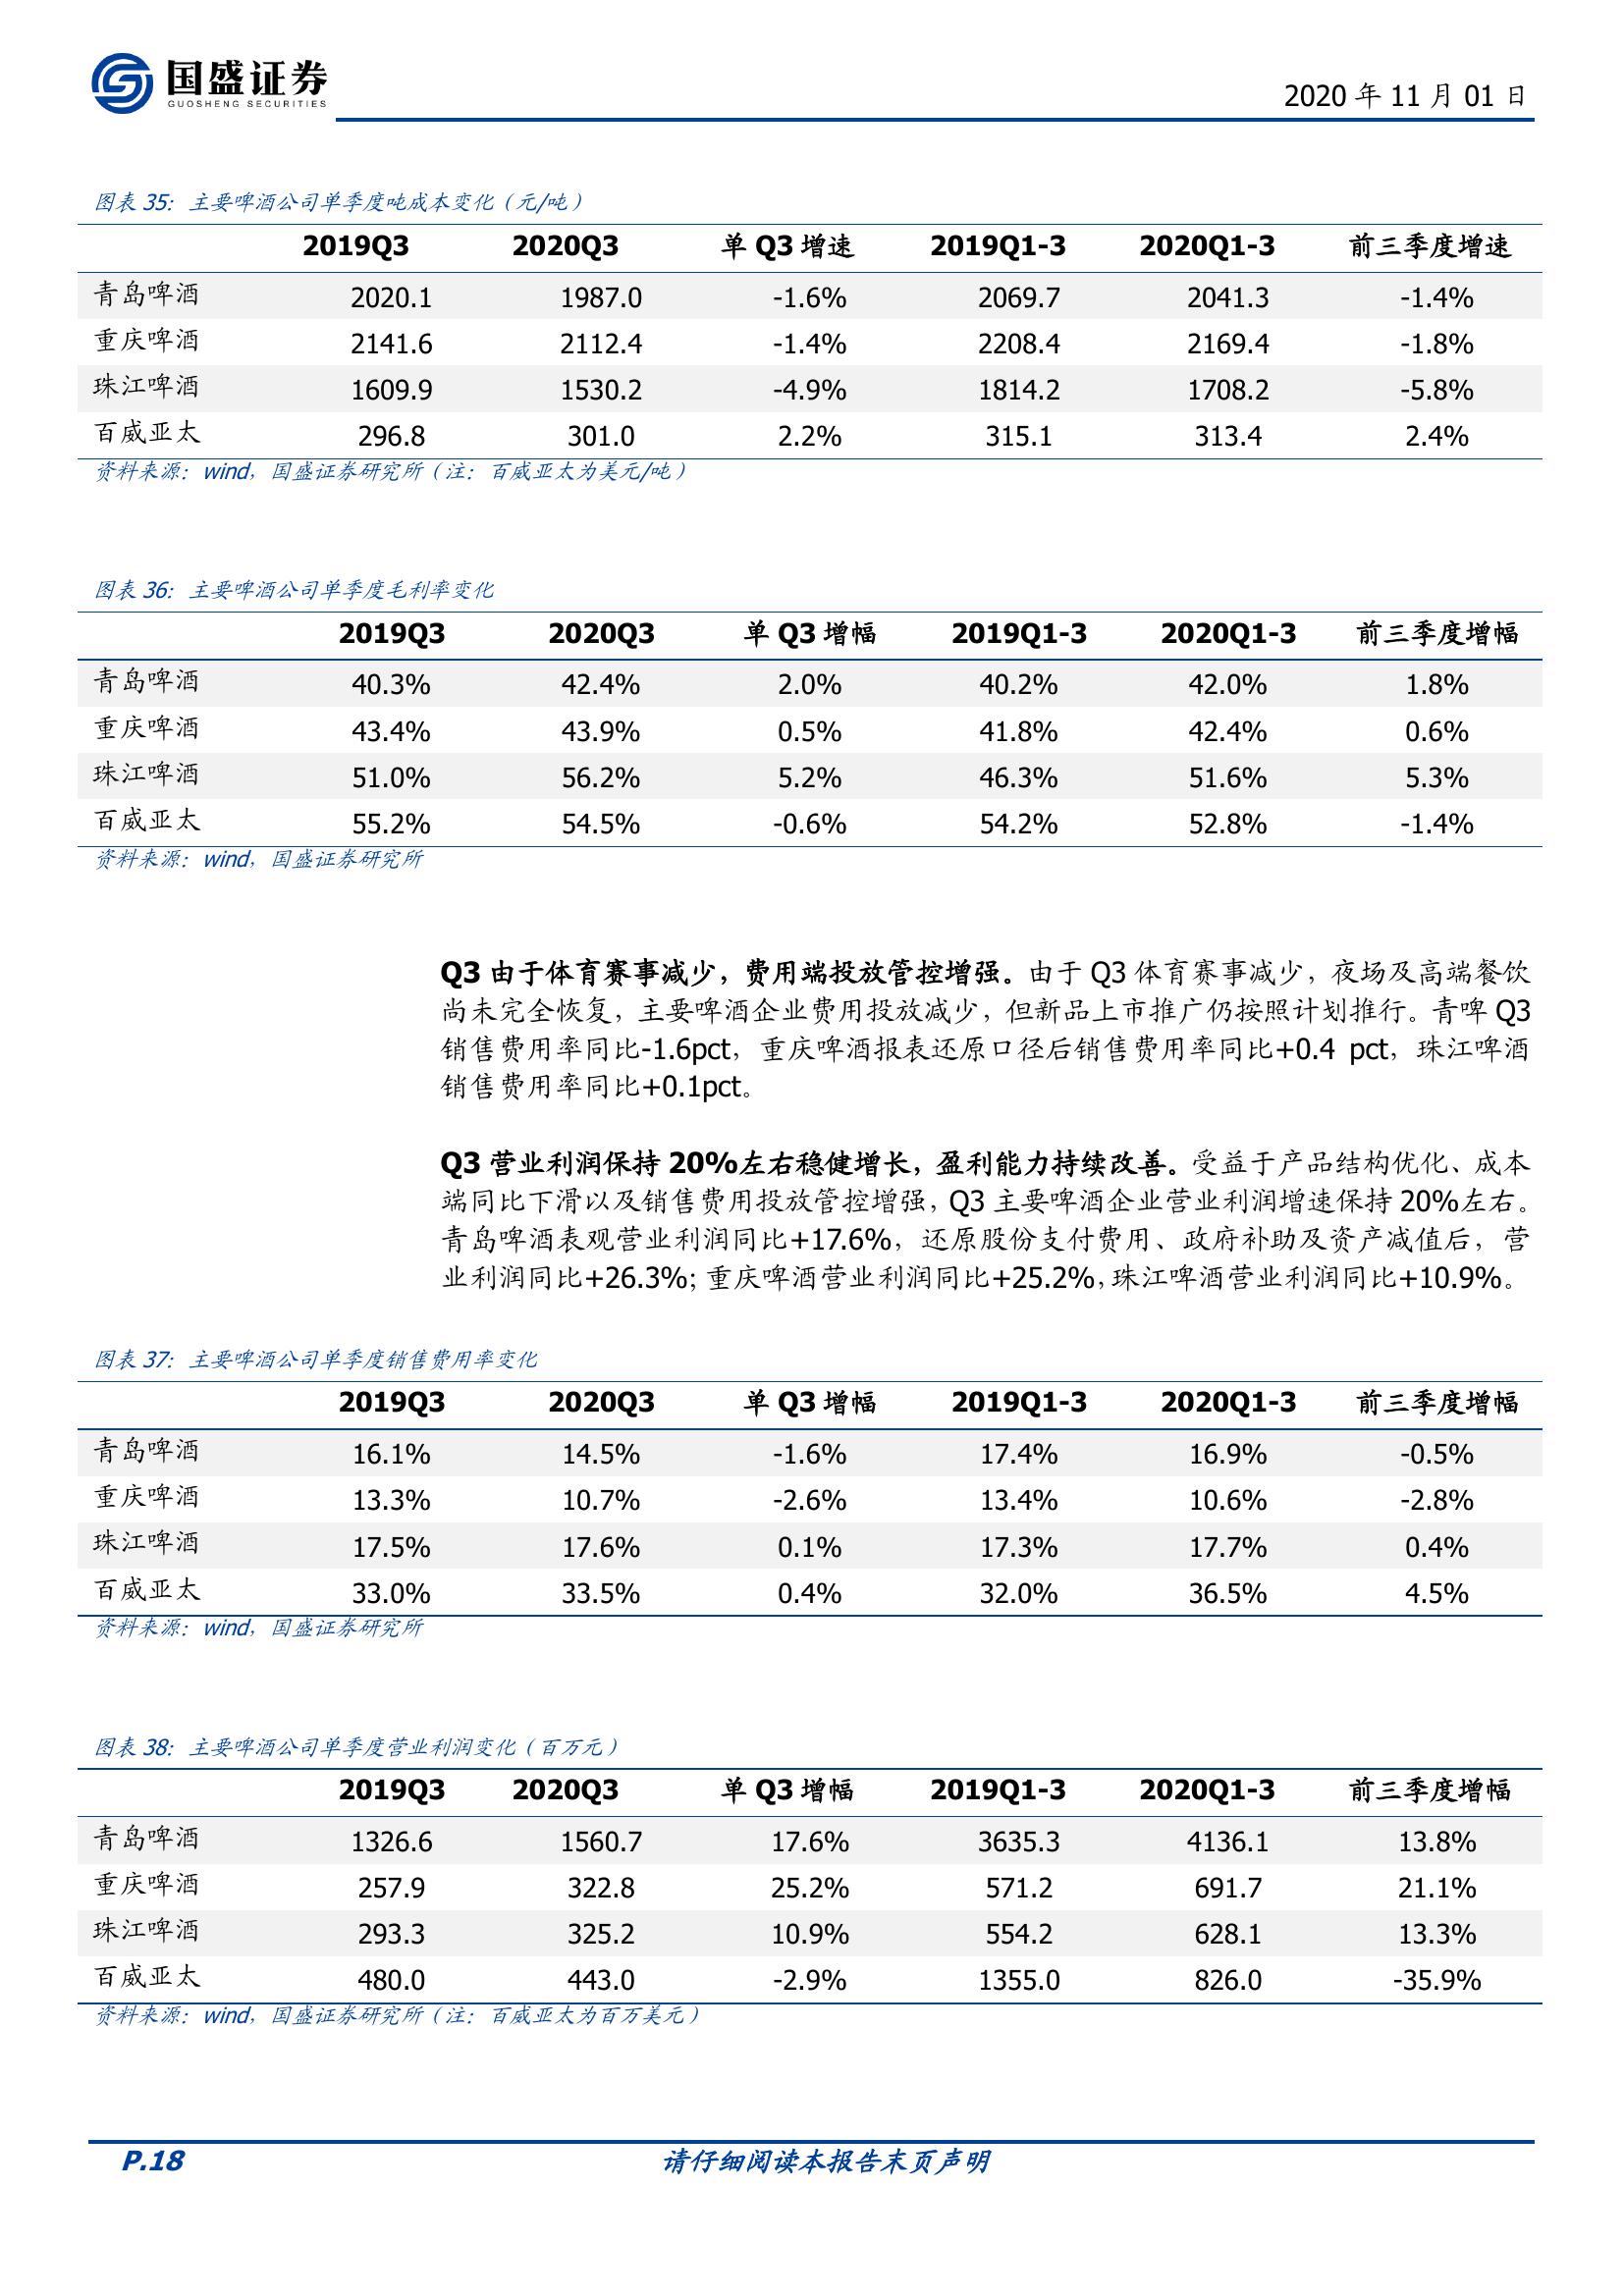 国盛证券
GUOSHENG SECURITIES
2020 年 11 月 01 日
图表 35：主要啤酒公司单季度吨成本变化（元/吨）
2019Q3 2020Q3 单 Q3 增速 2019Q1-3 2020Q1-3 前三季度增速
青岛啤酒 2020.1 1987.0 -1.6% 2069.7 2041.3 -1.4%
重庆啤酒 2141.6 2112.4 -1.4% 2208.4 2169.4 -1.8%
珠江啤酒 1609.9 1530.2 -4.9% 1814.2 1708.2 -5.8%
百威亚太 296.8 301.0 2.2% 315.1 313.4 2.4%
资料来源：wind，国盛证券研究所（注：百威亚太为美元/吨）
图表 36：主要啤酒公司单季度毛利率变化
2019Q3 2020Q3 单 Q3 增幅 2019Q1-3 2020Q1-3 前三季度增幅
青岛啤酒 40.3% 42.4% 2.0% 40.2% 42.0% 1.8%
重庆啤酒 43.4% 43.9% 0.5% 41.8% 42.4% 0.6%
珠江啤酒 51.0% 56.2% 5.2% 46.3% 51.6% 5.3%
百威亚太 55.2% 54.5% -0.6% 54.2% 52.8% -1.4%
资料来源：wind，国盛证券研究所
Q3 由于体育赛事减少，费用端投放管控增强。由于 Q3 体育赛事减少，夜场及高端餐饮
尚未完全恢复，主要啤酒企业费用投放减少，但新品上市推广仍按照计划推行。青啤 Q3
销售费用率同比-1.6pct，重庆啤酒报表还原口径后销售费用率同比+0.4 pct，珠江啤酒
销售费用率同比+0.1pct。
Q3 营业利润保持 20%左右稳健增长，盈利能力持续改善。受益于产品结构优化、成本
端同比下滑以及销售费用投放管控增强，Q3 主要啤酒企业营业利润增速保持 20%左右。
青岛啤酒表观营业利润同比+17.6%，还原股份支付费用、政府补助及资产减值后，营
业利润同比+26.3%；重庆啤酒营业利润同比+25.2%，珠江啤酒营业利润同比+10.9%。
图表 37：主要啤酒公司单季度销售费用率变化
2019Q3 2020Q3 单 Q3 增幅 2019Q1-3 2020Q1-3 前三季度增幅
青岛啤酒 16.1% 14.5% -1.6% 17.4% 16.9% -0.5%
重庆啤酒 13.3% 10.7% -2.6% 13.4% 10.6% -2.8%
珠江啤酒 17.5% 17.6% 0.1% 17.3% 17.7% 0.4%
百威亚太 33.0% 33.5% 0.4% 32.0% 36.5% 4.5%
资料来源：wind，国盛证券研究所
图表 38：主要啤酒公司单季度营业利润变化（百万元）
2019Q3 2020Q3 单 Q3 增幅 2019Q1-3 2020Q1-3 前三季度增幅
青岛啤酒 1326.6 1560.7 17.6% 3635.3 4136.1 13.8%
重庆啤酒 257.9 322.8 25.2% 571.2 691.7 21.1%
珠江啤酒 293.3 325.2 10.9% 554.2 628.1 13.3%
百威亚太 480.0 443.0 -2.9% 1355.0 826.0 -35.9%
资料来源：wind，国盛证券研究所（注：百威亚太为百万美元）
P.18 请仔细阅读本报告末页声明